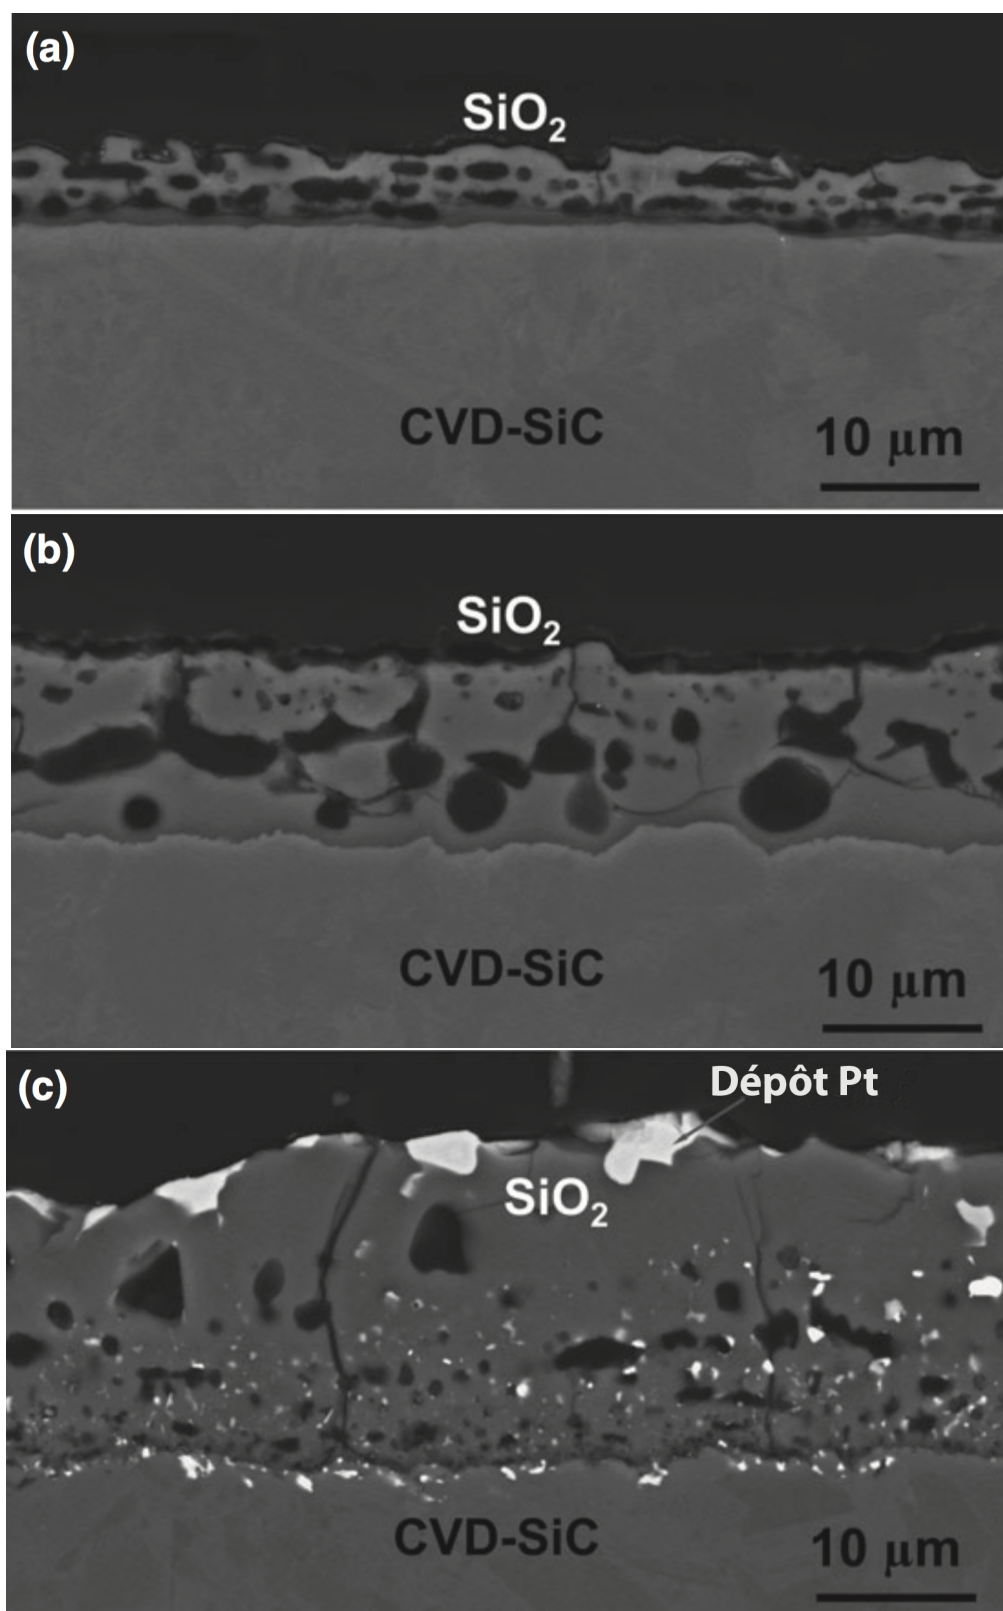 (a)
SiO₂
CVD-SiC
10 μm
(b)
SiO₂
CVD-SiC
10 μm
(c)
Dépôt Pt
SiO₂
CVD-SiC
10 μm